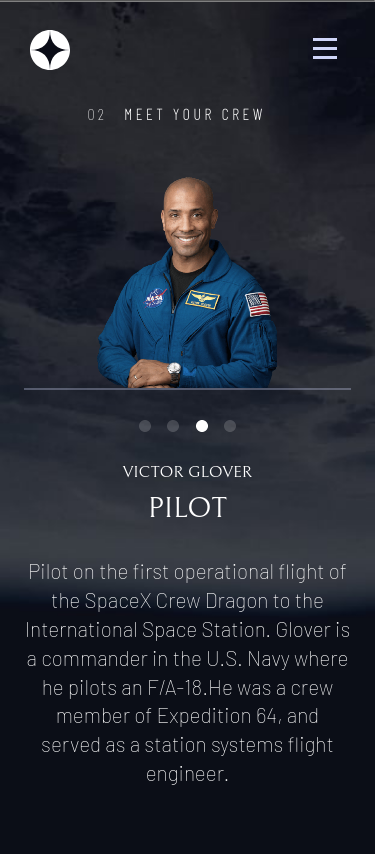 02 MEET YOUR CREW
NASA
VICTOR GLOVER
PILOT
Pilot on the first operational flight of
the SpaceX Crew Dragon to the
International Space Station. Glover is
a commander in the U.S. Navy where
he pilots an F/A-18.He was a crew
member of Expedition 64, and
served as a station systems flight
engineer.